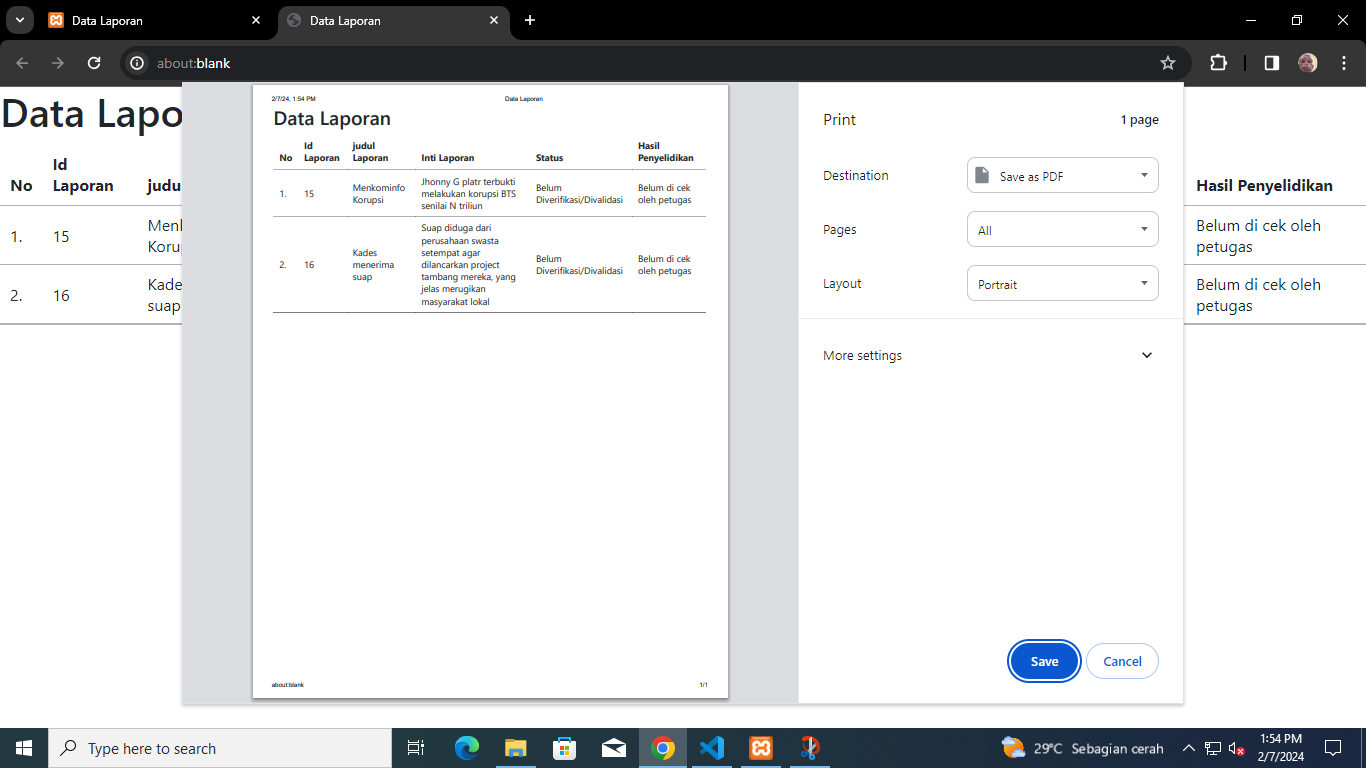 Data Laporan
Data Laporan
about:blank
Data Lapo
No
Id
Laporan
judu
Hasil Penyelidikan
1.
15
Menk
Koru
Belum di cek oleh
petugas
2.
16
Kade
suap
Belum di cek oleh
petugas
2/7/24, 1:54 PM
Data Laporan
Data Laporan
No
Id
Laporan
judul
Laporan
Inti Laporan
Status
Hasil
Penyelidikan
1.
15
Menkominfo
Korupsi
Jhonny G platr terbukti
melakukan korupsi BTS
senilai N triliun
Belum
Diverifikasi/Divalidasi
Belum di cek
oleh petugas
2.
16
Kades
menerima
suap
Suap diduga dari
perusahaan swasta
setempat agar
dilancarkan project
tambang mereka, yang
jelas merugikan
masyarakat lokal
Belum
Diverifikasi/Divalidasi
Belum di cek
oleh petugas
about:blank
1/1
Print
1 page
Destination
Save as PDF
Pages
All
Layout
Portrait
More settings
Save
Cancel
Type here to search
29°C Sebagian cerah
1:54 PM
2/7/2024